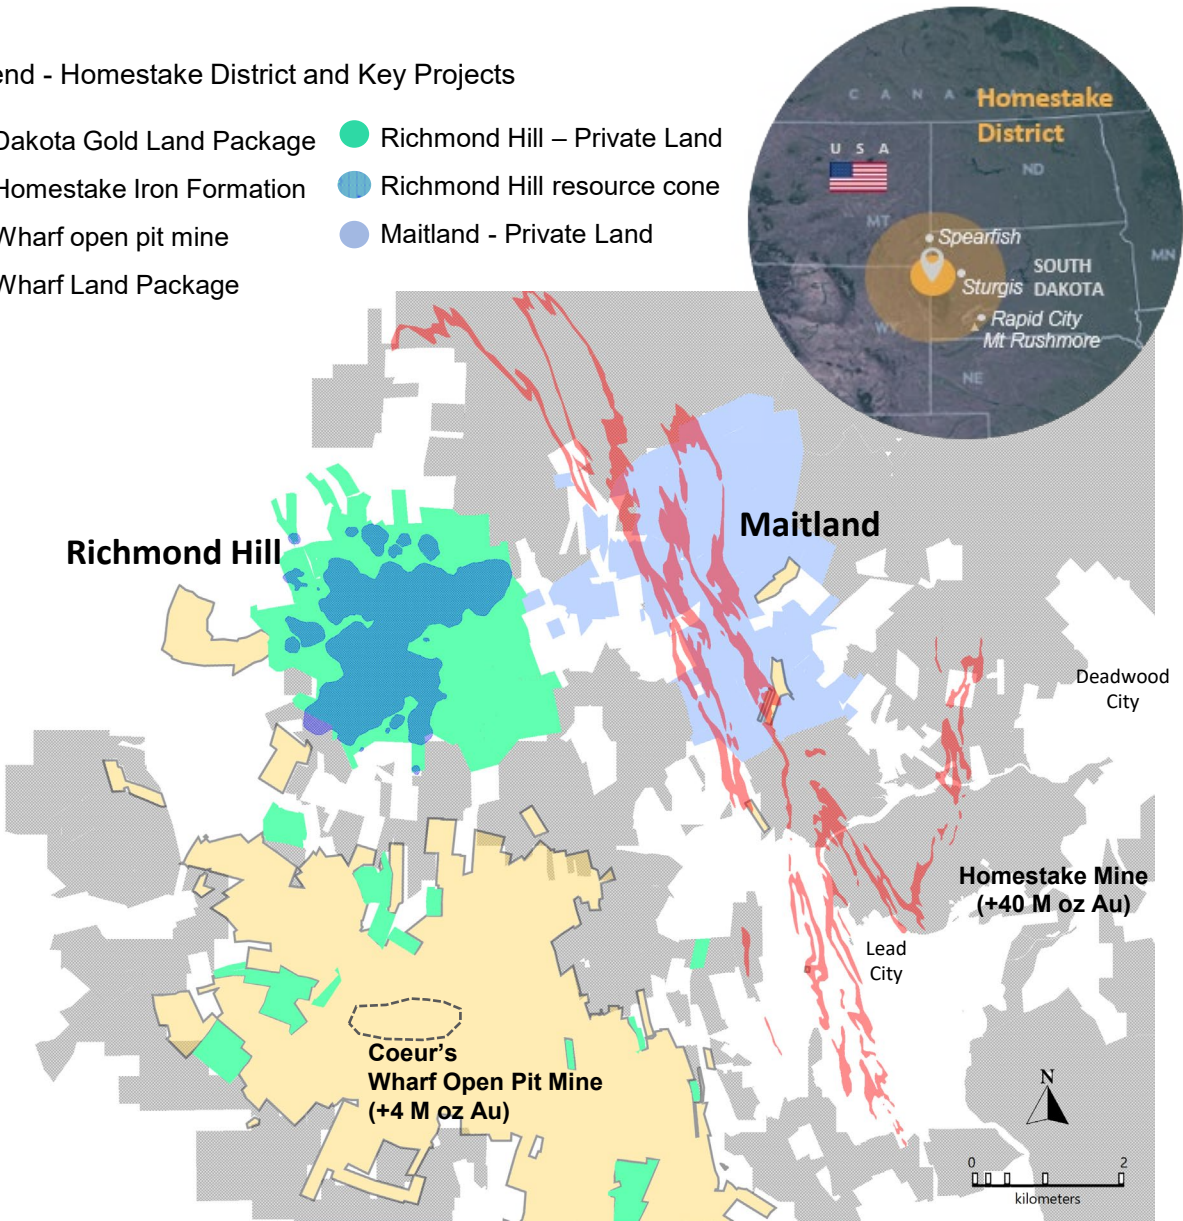 end - Homestake District and Key Projects
Dakota Gold Land Package
Homestake Iron Formation
Wharf open pit mine
Wharf Land Package
Richmond Hill – Private Land
Richmond Hill resource cone
Maitland - Private Land
C A N A
Homestake
District
U S A
ND
MT
Spearfish
MN
SOUTH
DAKOTA
Sturgis
WY
Rapid City
Mt Rushmore
NE
Richmond Hill
Maitland
Deadwood
City
Homestake Mine
(+40 M oz Au)
Lead
City
Coeur’s
Wharf Open Pit Mine
(+4 M oz Au)
N
0 2
kilometers